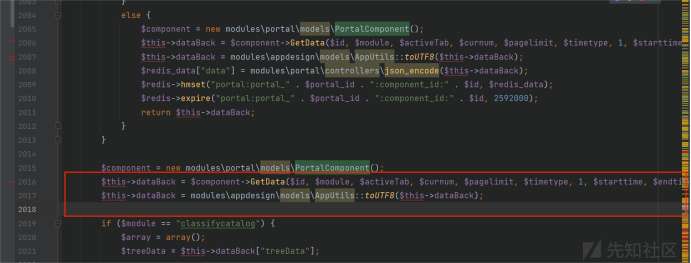 2003 }
2004 else {
2005 $component = new modules\portal\models\PortalComponent();
2006 $this->dataBack = $component->GetData($id, $module, $activeTab, $curnum, $pagelimit, $timetype, 1, $starttime
2007 $this->dataBack = modules\appdesign\models\AppUtils::toUTF8($this->dataBack);
2008 $redis_data["data"] = modules\portal\controllers\json_encode($this->dataBack);
2009 $redis->hmset("portal:portal_" . $portal_id . ":component_id:" . $id, $redis_data);
2010 $redis->expire("portal:portal_" . $portal_id . ":component_id:" . $id, 2592000);
2011 return $this->dataBack;
2012 }
2013 }
2014
2015 $component = new modules\portal\models\PortalComponent();
2016 $this->dataBack = $component->GetData($id, $module, $activeTab, $curnum, $pagelimit, $timetype, 1, $starttime, $endti
2017 $this->dataBack = modules\appdesign\models\AppUtils::toUTF8($this->dataBack);
2018
2019 if ($module == "classifycatalog") {
2020 $array = array();
2021 $treeData = $this->dataBack["treeData"];
先知社区